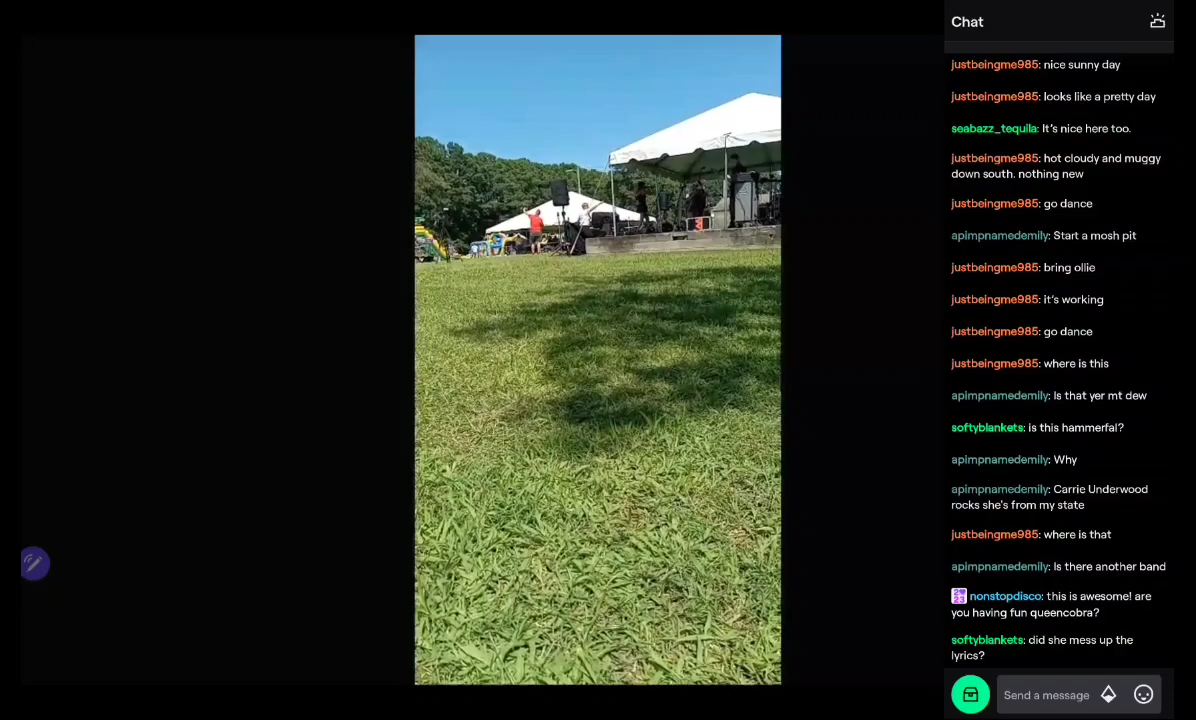 Chat
justbeingme985: nice sunny day
justbeingme985: looks like a pretty day
seabazz_tequila: It's nice here too.
justbeingme985: hot cloudy and muggy
down south. nothing new
justbeingme985: go dance
apimpnamedemily: Start a mosh pit
justbeingme985: bring ollie
justbeingme985: it's working
justbeingme985: go dance
justbeingme985: where is this
apimpnamedemily: Is that yer mt dew
softyblankets: is this hammerfal?
apimpnamedemily: Why
apimpnamedemily: Carrie Underwood
rocks she's from my state
justbeingme985: where is that
apimpnamedemily: Is there another band
nonstopdisco: this is awesome! are
you having fun queencobra?
softyblankets: did she mess up the
lyrics?
Send a message